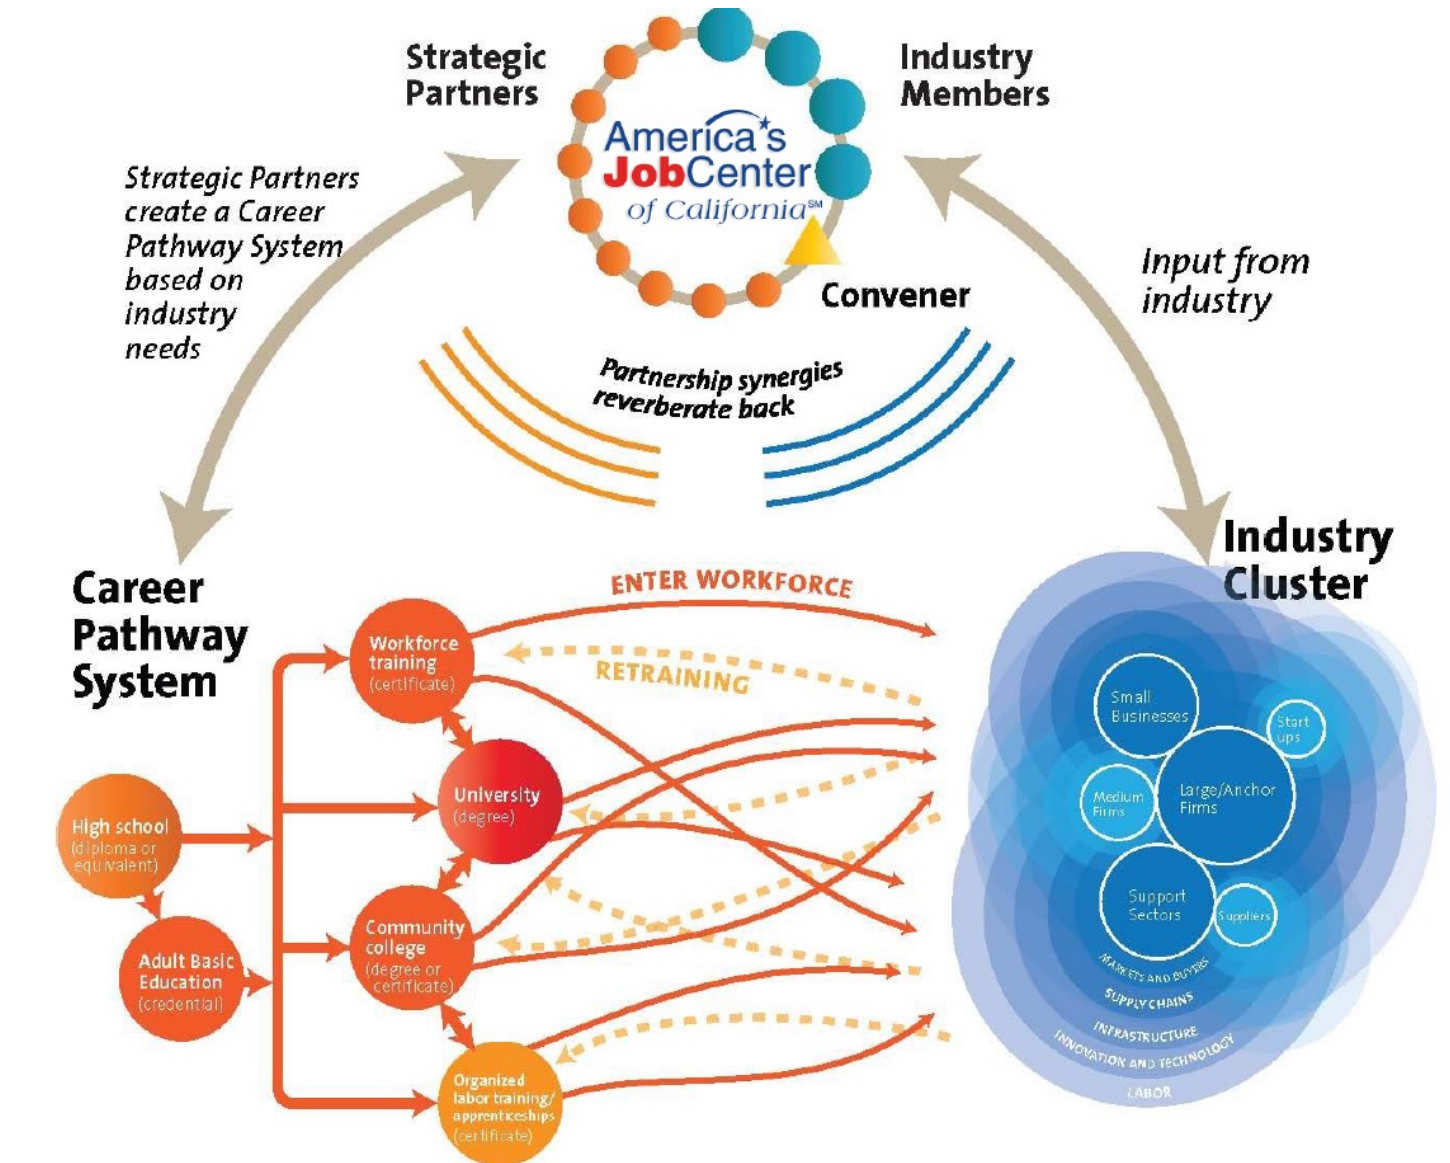 Strategic
Partners
Industry
Members
America's
JobCenter
of California℠
Convener
Strategic Partners
create a Career
Pathway System
based on
industry
needs
Input from
industry
Partnership synergies
reverberate back
Career
Pathway
System
Industry
Cluster
ENTER WORKFORCE
RETRAINING
Workforce
training
(certificate)
University
(degree)
High school
(diploma or
equivalent)
Community
college
(degree or
certificate)
Adult Basic
Education
(credential)
Organized
labor training/
apprenticeships
(certificate)
Small
Businesses
Start
ups
Medium
Firms
Large/Anchor
Firms
Support
Sectors
Suppliers
MARKETS AND BUYERS
SUPPLY CHAINS
INFRASTRUCTURE
INNOVATION AND TECHNOLOGY
LABOR